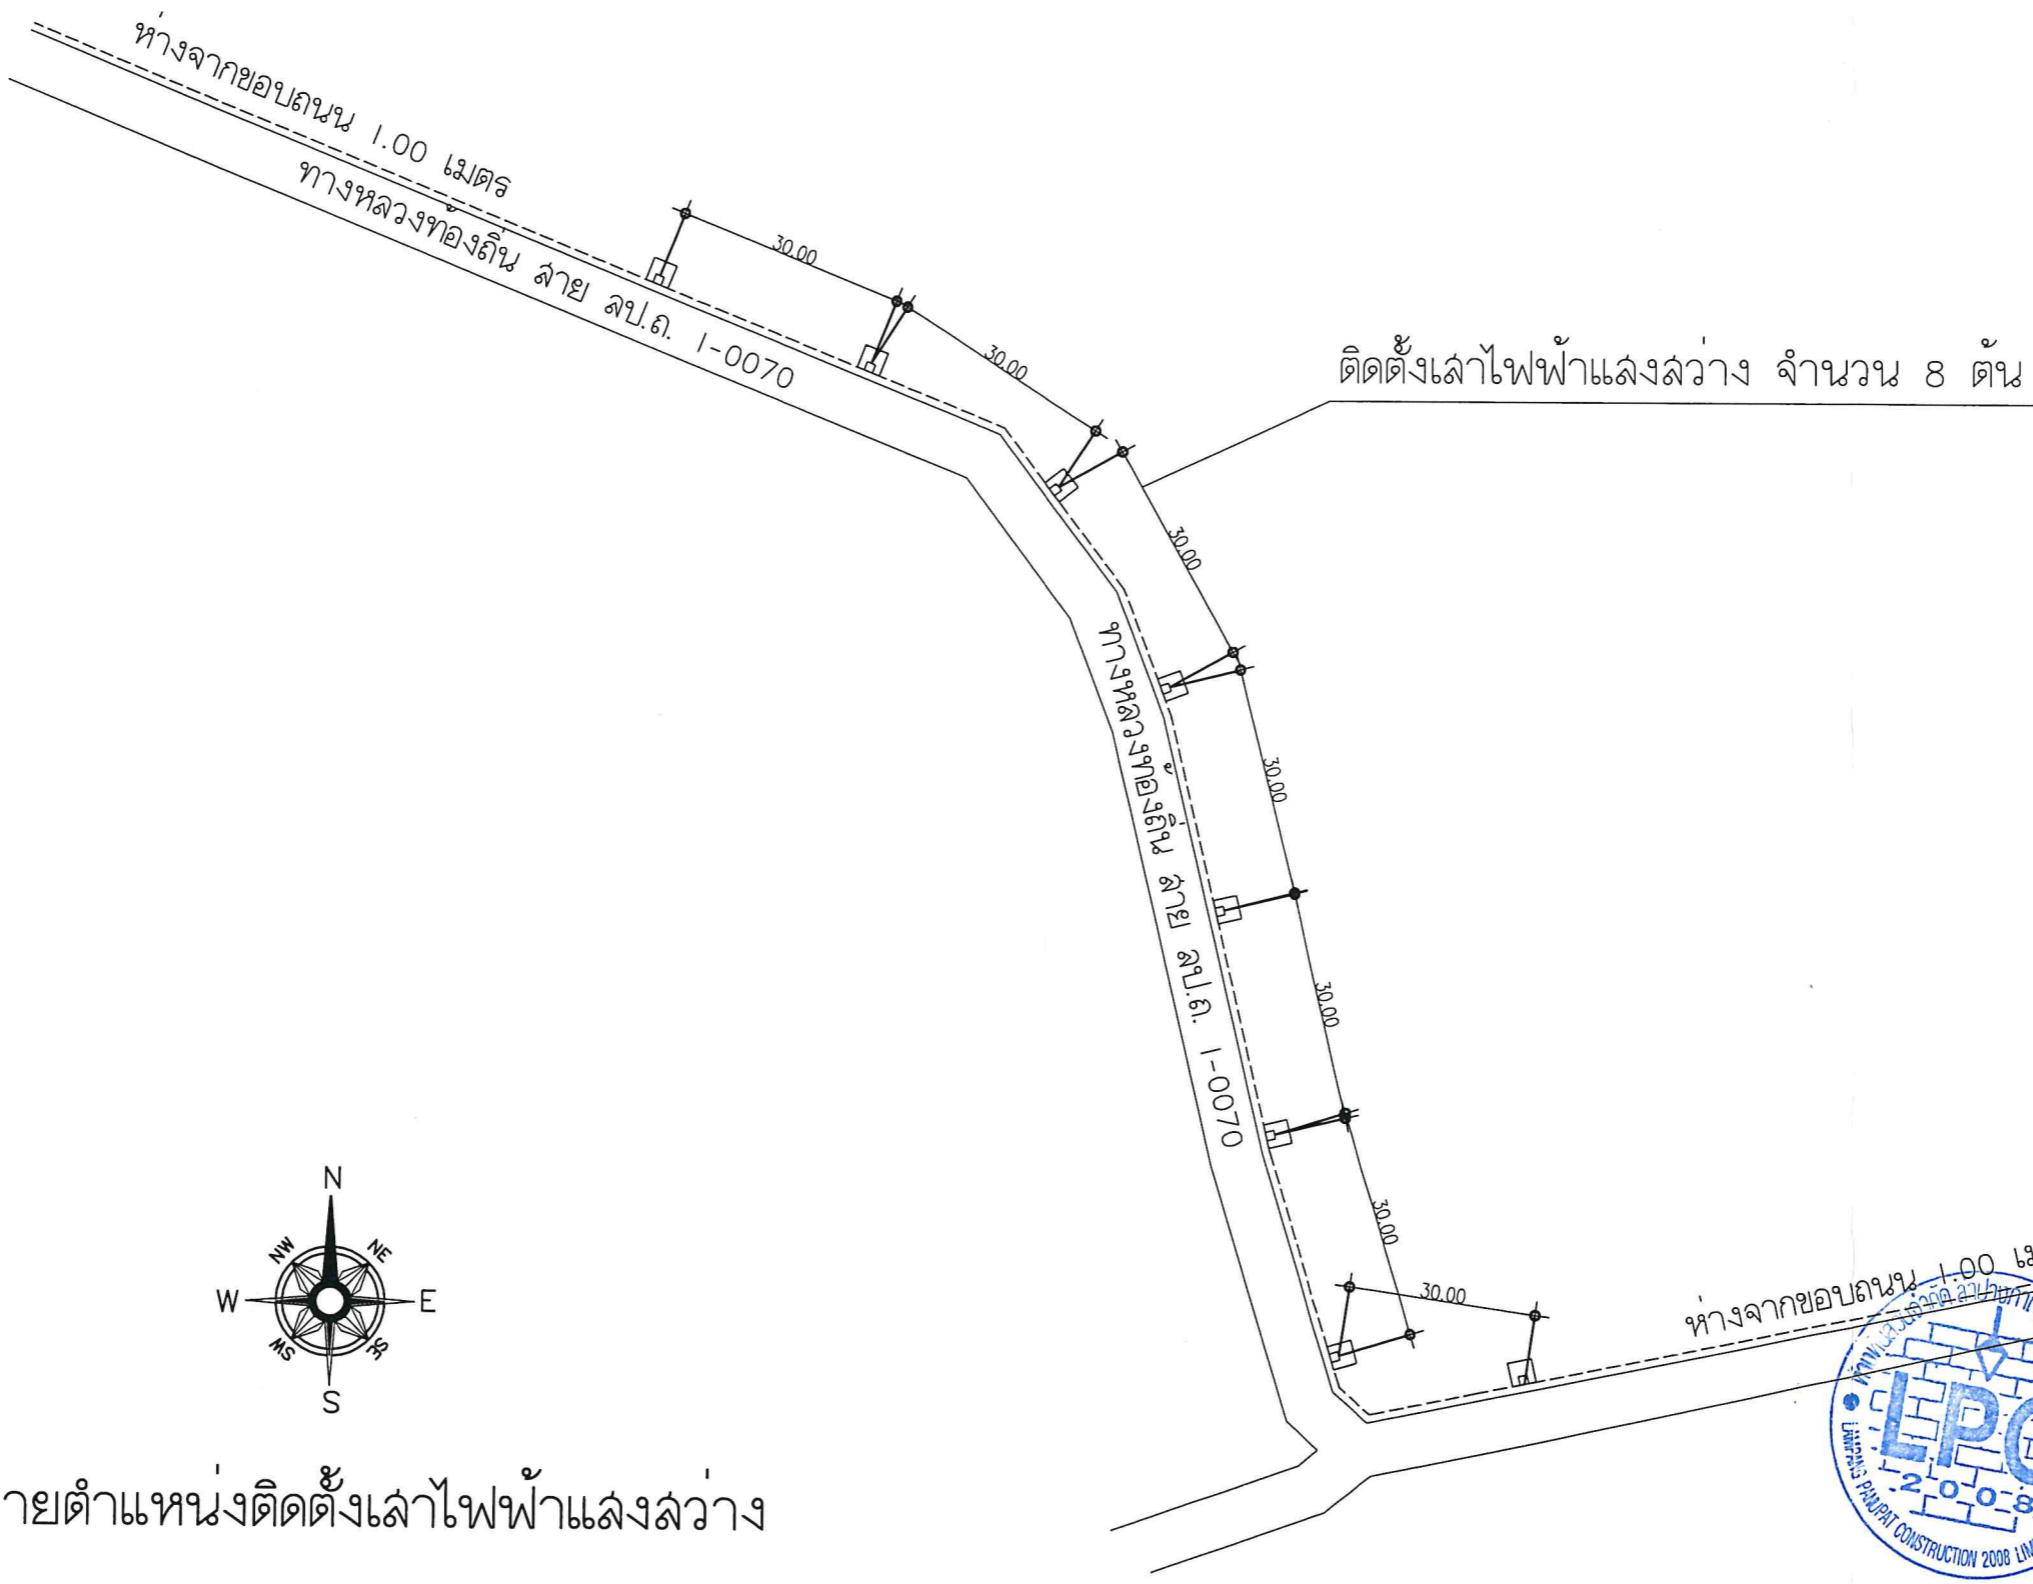 ห่างจากขอบถนน 1.00 เมตร
ทางหลวงท้องถิ่น สาย ลป.ถ. 1-0070
30.00
30.00
ติดตั้งเสาไฟฟ้าแสงสว่าง จำนวน 8 ต้น
30.00
ทางหลวงท้องถิ่น สาย ลป.ถ. 1-0070
30.00
30.00
30.00
30.00
ห่างจากขอบถนน 1.00 เม
N
NW NE
W E
S
LPC
2008
LAMPANG PANUPAT CONSTRUCTION 2008 LIM
ายตำแหน่งติดตั้งเสาไฟฟ้าแสงสว่าง